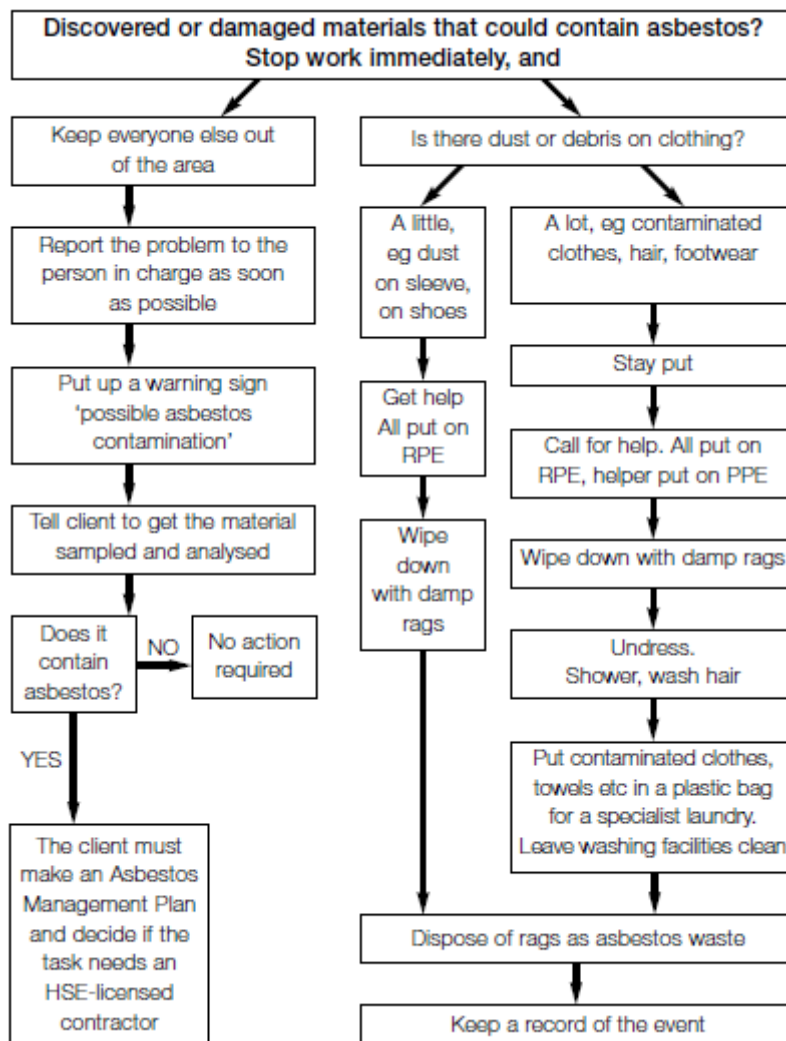 Discovered or damaged materials that could contain asbestos?
Stop work immediately, and
Keep everyone else out
of the area
Report the problem to the
person in charge as soon
as possible
Put up a warning sign
‘possible asbestos
contamination’
Tell client to get the material
sampled and analysed
Does it
contain
asbestos?
NO
No action
required
YES
The client must
make an Asbestos
Management Plan
and decide if the
task needs an
HSE-licensed
contractor
Is there dust or debris on clothing?
A little,
eg dust
on sleeve,
on shoes
Get help
All put on
RPE
Wipe
down
with damp
rags
A lot, eg contaminated
clothes, hair, footwear
Stay put
Call for help. All put on
RPE, helper put on PPE
Wipe down with damp rags
Undress.
Shower, wash hair
Put contaminated clothes,
towels etc in a plastic bag
for a specialist laundry.
Leave washing facilities clean
Dispose of rags as asbestos waste
Keep a record of the event